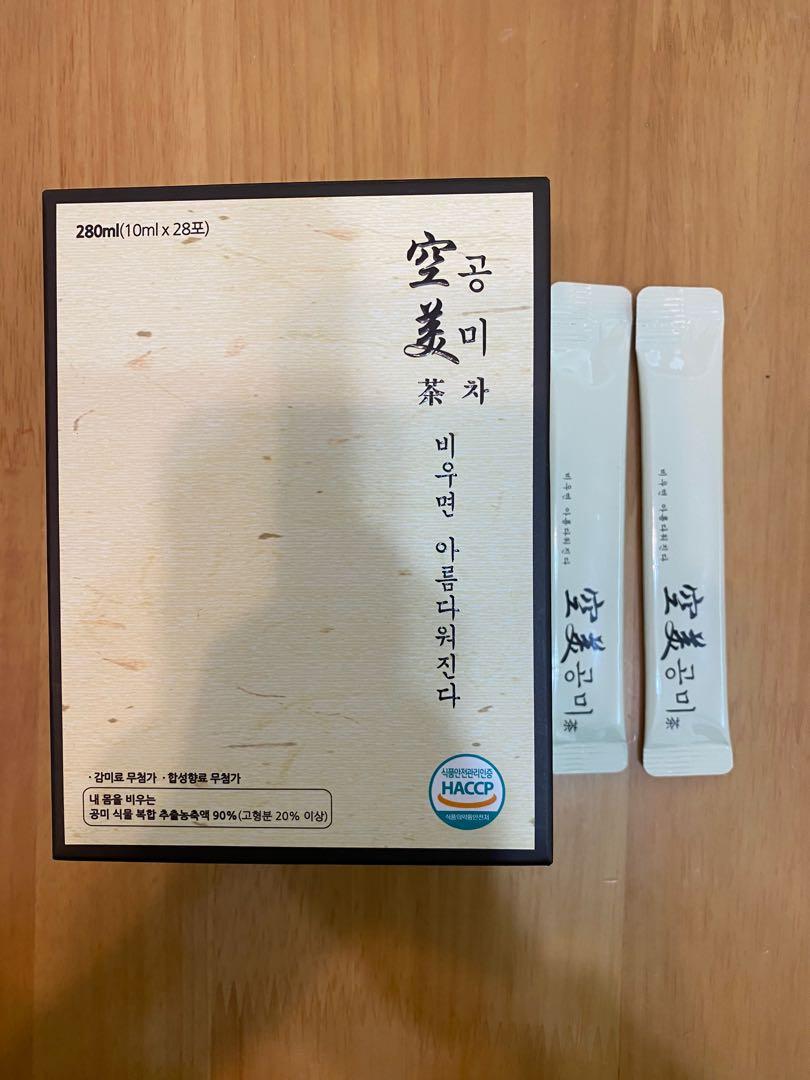 280ml(10ml x 28포)
空美茶
공미차
비우면 아름다워진다
·감미료 무첨가 ·합성향료 무첨가
내 몸을 비우는
공미 식물 복합 추출농축액 90%(고형분 20% 이상)
식품안전관리인증
HACCP
식품의약품안전처
비우면 아름다워진다
空美공미茶
비우면 아름다워진다
空美공미茶